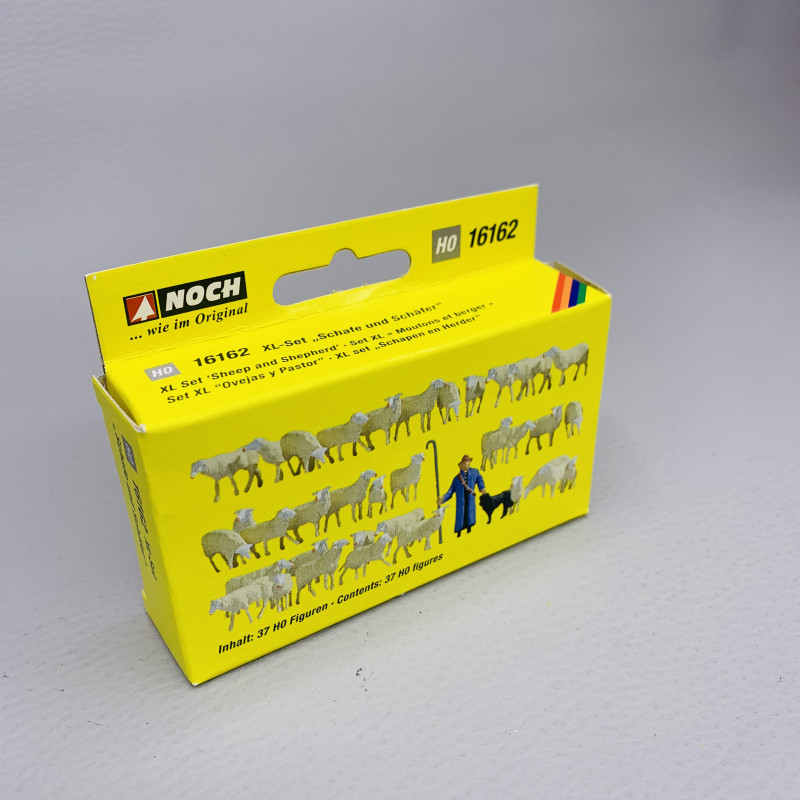 NOCH
... wie im Original
H0 16162
H0 16162 XL-Set „Schafe und Schäfer“
XL Set 'Sheep and Shepherd' · Set XL « Moutons et berger »
Set XL "Ovejas y Pastor" · XL set „Schapen en Herder“
Inhalt: 37 H0 Figuren · Contents: 37 H0 figures